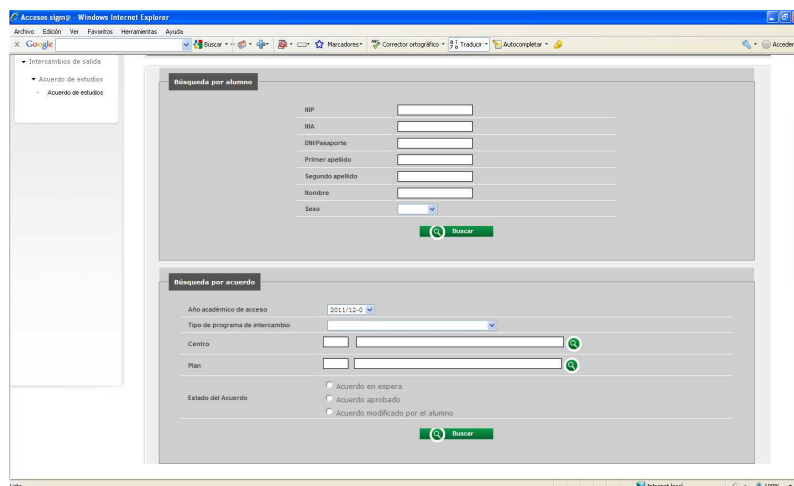 Accesos sigm@ - Windows Internet Explorer
Archivo Edición Ver Favoritos Herramientas Ayuda
x Google Buscar Marcadores Corrector ortográfico Traducir Autocompletar Acceder
Intercambios de salida
Acuerdo de estudios
- Acuerdo de estudios
Búsqueda por alumno
NIP
NIA
DNI/Pasaporte
Primer apellido
Segundo apellido
Nombre
Sexo
Buscar
Búsqueda por acuerdo
Año académico de acceso 2011/12-0
Tipo de programa de intercambio
Centro
Plan
Estado del Acuerdo
Acuerdo en espera
Acuerdo aprobado
Acuerdo modificado por el alumno
Buscar